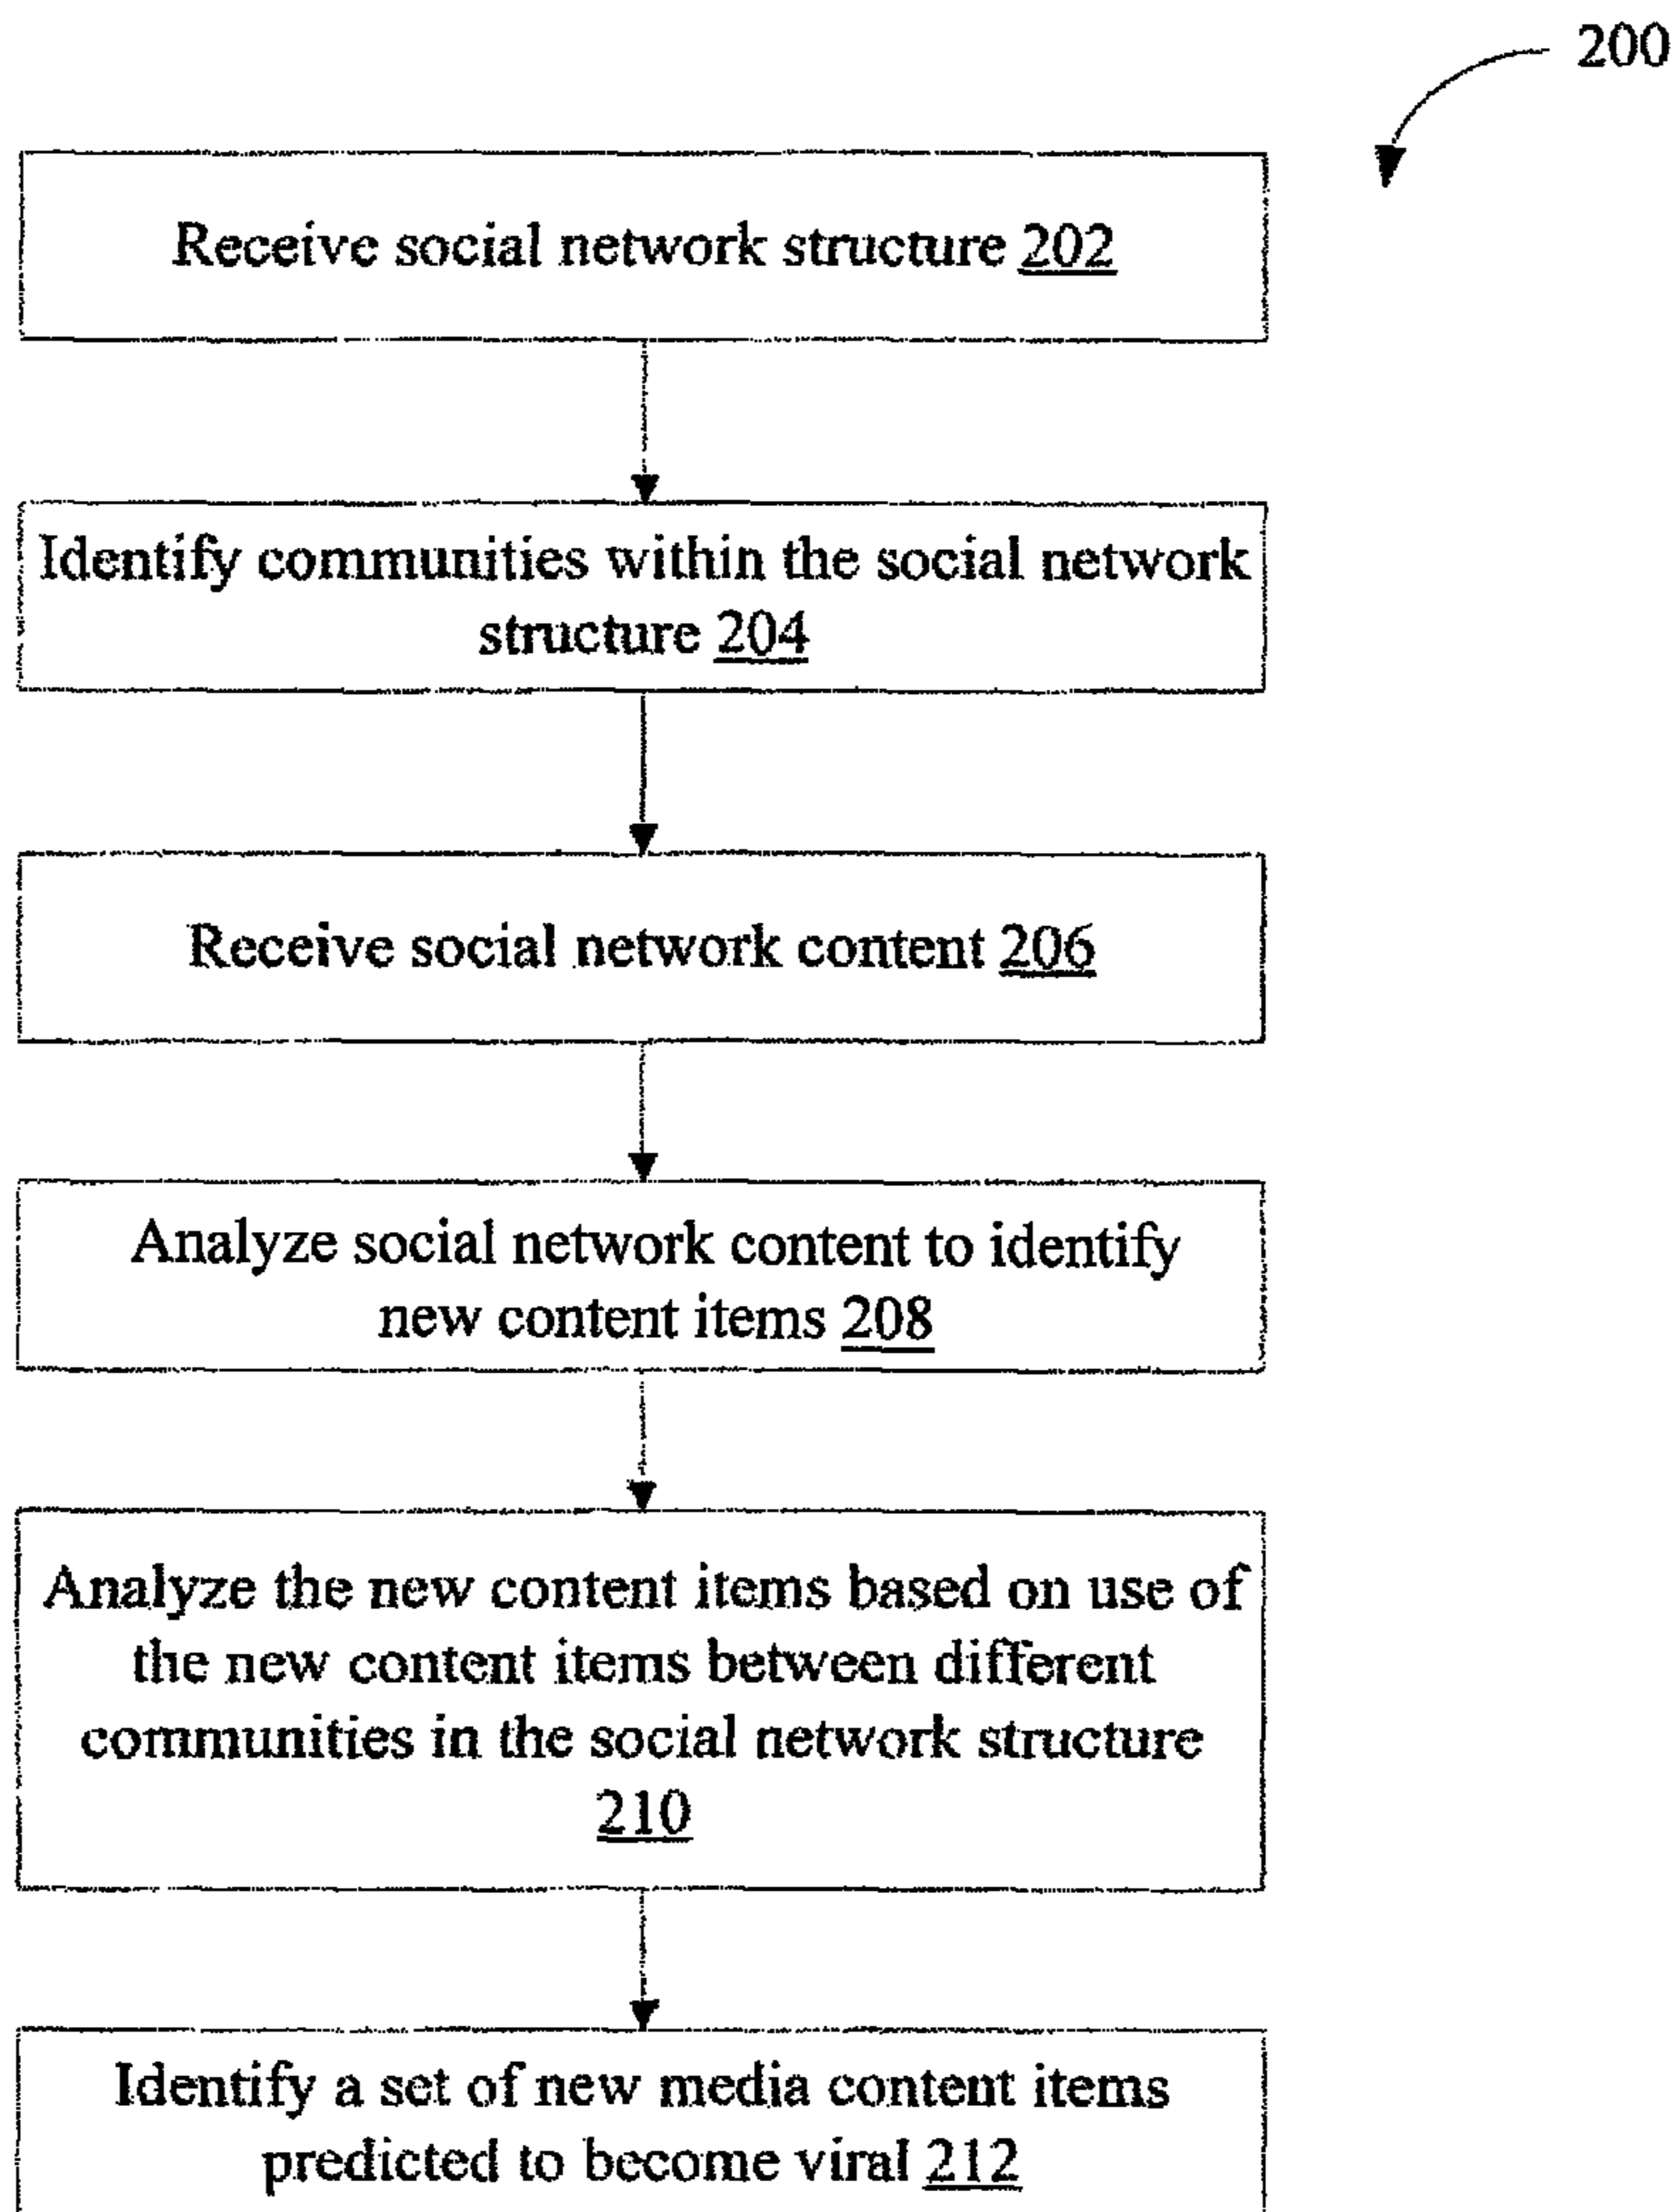 200
Receive social network structure 202
Identify communities within the social network
structure 204
Receive social network content 206
Analyze social network content to identify
new content items 208
Analyze the new content items based on use of
the new content items between different
communities in the social network structure
210
Identify a set of new media content items
predicted to become viral 212